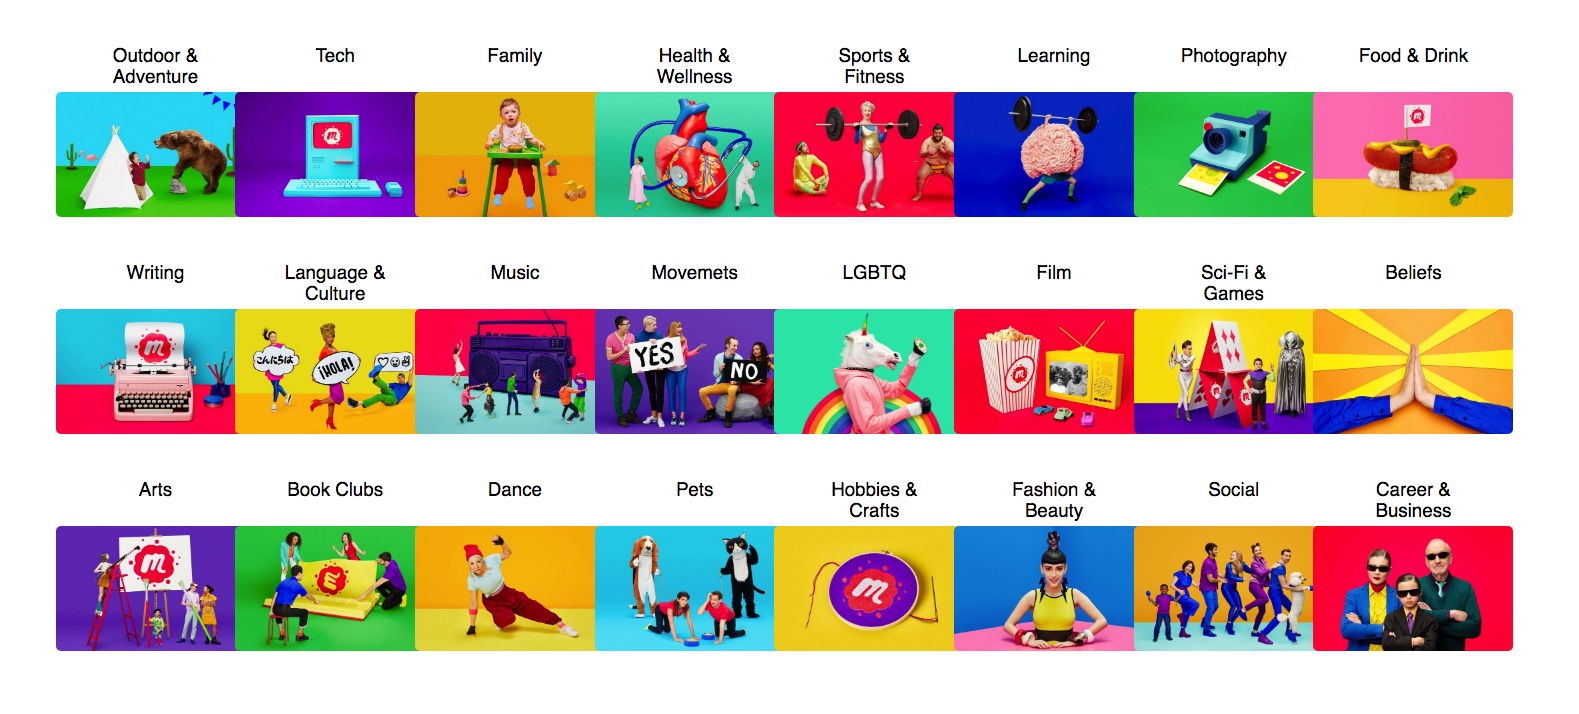 Outdoor &
Adventure
Tech
Family
Health &
Wellness
Sports &
Fitness
Learning
Photography
Food & Drink
Writing
Language &
Culture
Music
Movemets
LGBTQ
Film
Sci-Fi &
Games
Beliefs
こんにちは
¡HOLA!
YES
NO
Arts
Book Clubs
Dance
Pets
Hobbies &
Crafts
Fashion &
Beauty
Social
Career &
Business